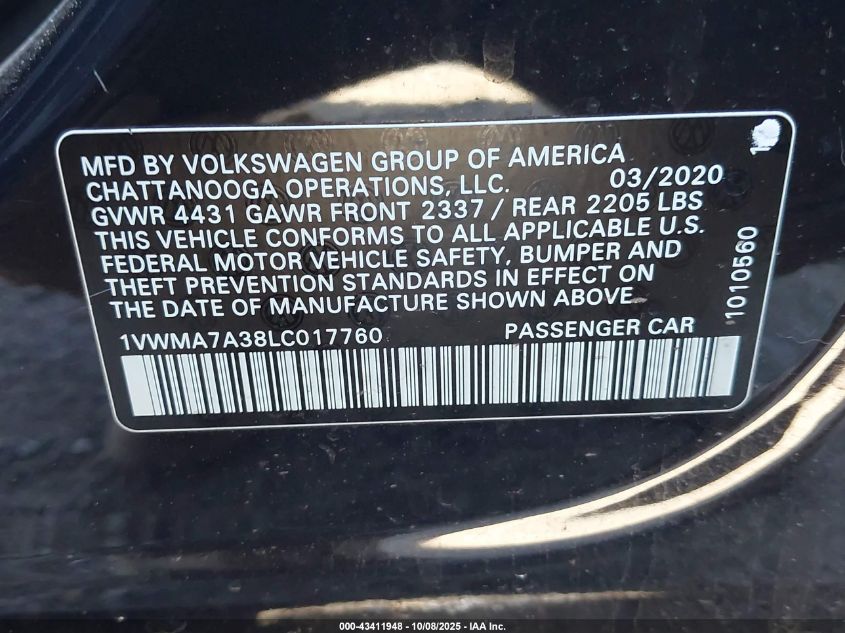 MFD BY VOLKSWAGEN GROUP OF AMERICA
CHATTANOOGA OPERATIONS, LLC. 03/2020
GVWR 4431 GAWR FRONT 2337 / REAR 2205 LBS
THIS VEHICLE CONFORMS TO ALL APPLICABLE U.S.
FEDERAL MOTOR VEHICLE SAFETY, BUMPER AND
THEFT PREVENTION STANDARDS IN EFFECT ON
THE DATE OF MANUFACTURE SHOWN ABOVE
1VWMA7A38LC017760 PASSENGER CAR
1010560
000-43411948 - 10/08/2025 - IAA Inc.